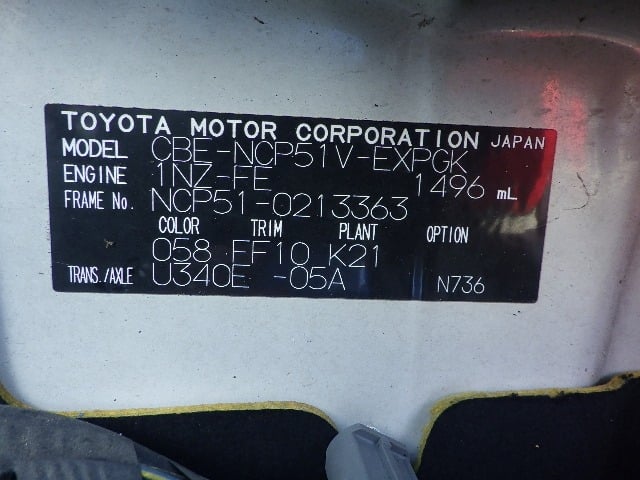 TOYOTA MOTOR CORPORATION JAPAN
MODEL CBE-NCP51V-EXPGK
ENGINE 1NZ-FE 1496 mL
FRAME No. NCP51-0213363
COLOR TRIM PLANT OPTION
058 FF10 K21
TRANS./AXLE U340E -05A N736